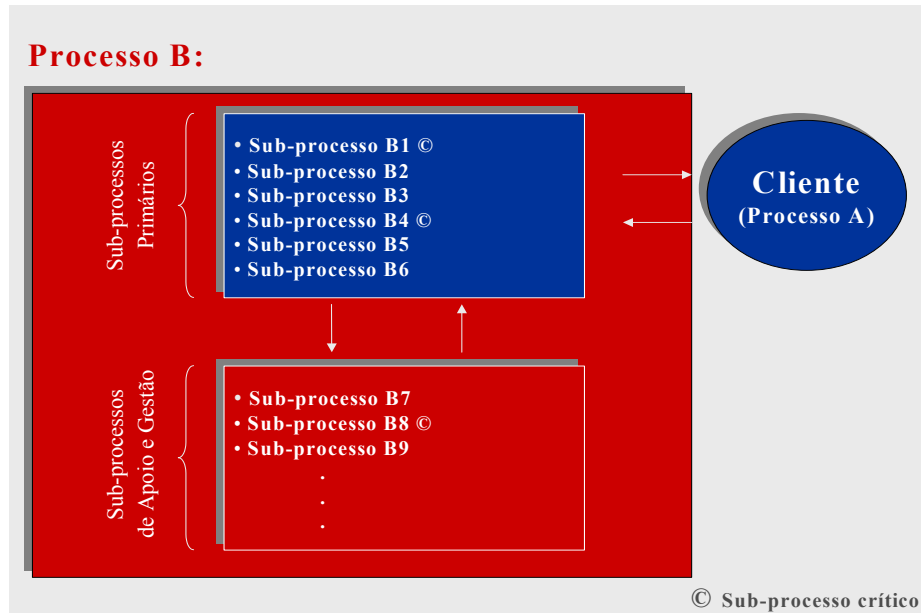 Processo B:
Sub-processos
Primários
• Sub-processo B1 ©
• Sub-processo B2
• Sub-processo B3
• Sub-processo B4 ©
• Sub-processo B5
• Sub-processo B6
Cliente
(Processo A)
Sub-processos
de Apoio e Gestão
• Sub-processo B7
• Sub-processo B8 ©
• Sub-processo B9
.
.
.
© Sub-processo crítico